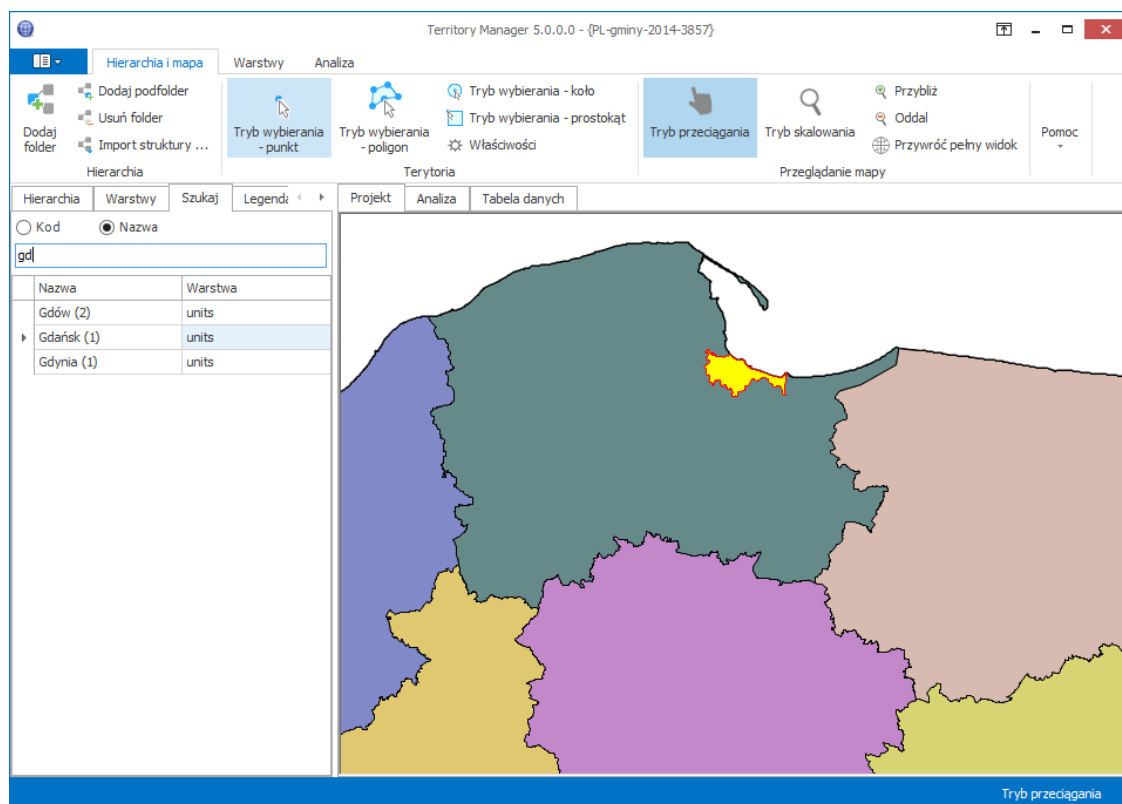 Territory Manager 5.0.0.0 - {PL-gminy-2014-3857}
Hierarchia i mapa Warstwy Analiza
Dodaj folder
Dodaj podfolder
Usuń folder
Import struktury ...
Hierarchia
Tryb wybierania - punkt
Tryb wybierania - poligon
Tryb wybierania - koło
Tryb wybierania - prostokąt
Właściwości
Terytoria
Tryb przeciągania
Tryb skalowania
Przybliż
Oddal
Przywróć pełny widok
Przeglądanie mapy
Pomoc
Hierarchia Warstwy Szukaj Legenda
Projekt Analiza Tabela danych
Kod Nazwa
gd
Nazwa Warstwa
Gdów (2) units
Gdańsk (1) units
Gdynia (1) units
Tryb przeciągania